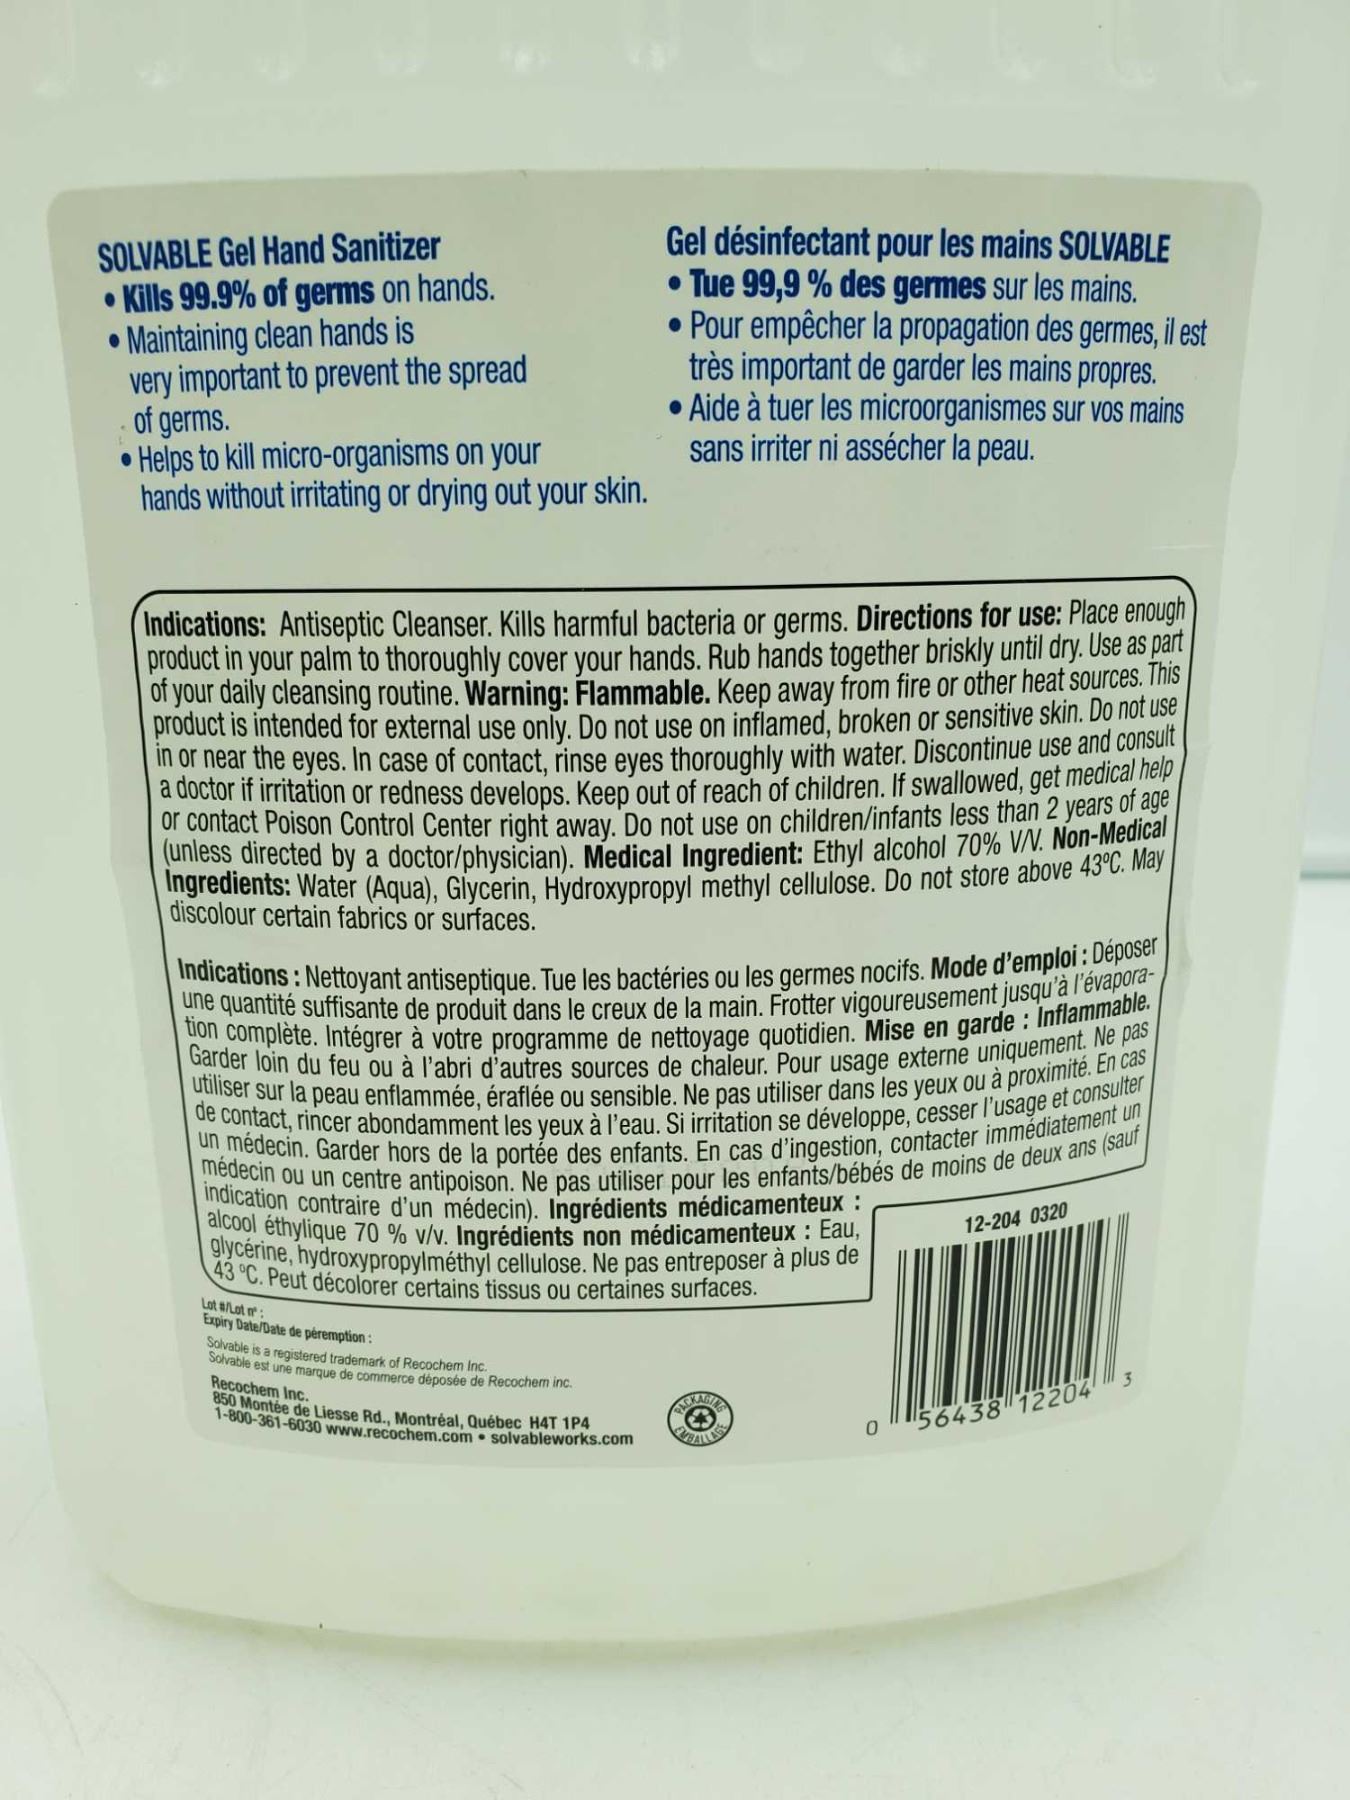 SOLVABLE Gel Hand Sanitizer
• Kills 99.9% of germs on hands.
• Maintaining clean hands is
very important to prevent the spread
of germs.
• Helps to kill micro-organisms on your
hands without irritating or drying out your skin.
Gel désinfectant pour les mains SOLVABLE
• Tue 99,9 % des germes sur les mains.
• Pour empêcher la propagation des germes, il est
très important de garder les mains propres.
• Aide à tuer les microorganismes sur vos mains
sans irriter ni assécher la peau.
Indications: Antiseptic Cleanser. Kills harmful bacteria or germs. Directions for use: Place enough
product in your palm to thoroughly cover your hands. Rub hands together briskly until dry. Use as part
of your daily cleansing routine. Warning: Flammable. Keep away from fire or other heat sources. This
product is intended for external use only. Do not use on inflamed, broken or sensitive skin. Do not use
in or near the eyes. In case of contact, rinse eyes thoroughly with water. Discontinue use and consult
a doctor if irritation or redness develops. Keep out of reach of children. If swallowed, get medical help
or contact Poison Control Center right away. Do not use on children/infants less than 2 years of age
(unless directed by a doctor/physician). Medical Ingredient: Ethyl alcohol 70% V/V. Non-Medical
Ingredients: Water (Aqua), Glycerin, Hydroxypropyl methyl cellulose. Do not store above 43ºC. May
discolour certain fabrics or surfaces.
Indications : Nettoyant antiseptique. Tue les bactéries ou les germes nocifs. Mode d'emploi : Déposer
une quantité suffisante de produit dans le creux de la main. Frotter vigoureusement jusqu'à l'évapora-
tion complète. Intégrer à votre programme de nettoyage quotidien. Mise en garde : Inflammable.
Garder loin du feu ou à l'abri d'autres sources de chaleur. Pour usage externe uniquement. Ne pas
utiliser sur la peau enflammée, éraflée ou sensible. Ne pas utiliser dans les yeux ou à proximité. En cas
de contact, rincer abondamment les yeux à l'eau. Si irritation se développe, cesser l'usage et consulter
un médecin. Garder hors de la portée des enfants. En cas d'ingestion, contacter immédiatement un
médecin ou un centre antipoison. Ne pas utiliser pour les enfants/bébés de moins de deux ans (sauf
indication contraire d'un médecin). Ingrédients médicamenteux :
alcool éthylique 70 % v/v. Ingrédients non médicamenteux : Eau,
glycérine, hydroxypropylméthyl cellulose. Ne pas entreposer à plus de
43 ºC. Peut décolorer certains tissus ou certaines surfaces.
12-204 0320
0 56438 12204 3
Lot #/Lot nº :
Expiry Date/Date de péremption :
Solvable is a registered trademark of Recochem Inc.
Solvable est une marque de commerce déposée de Recochem inc.
Recochem Inc.
850 Montée de Liesse Rd., Montréal, Québec H4T 1P4
1-800-361-6030 www.recochem.com • solvableworks.com
PACKAGING
EMBALLAGE